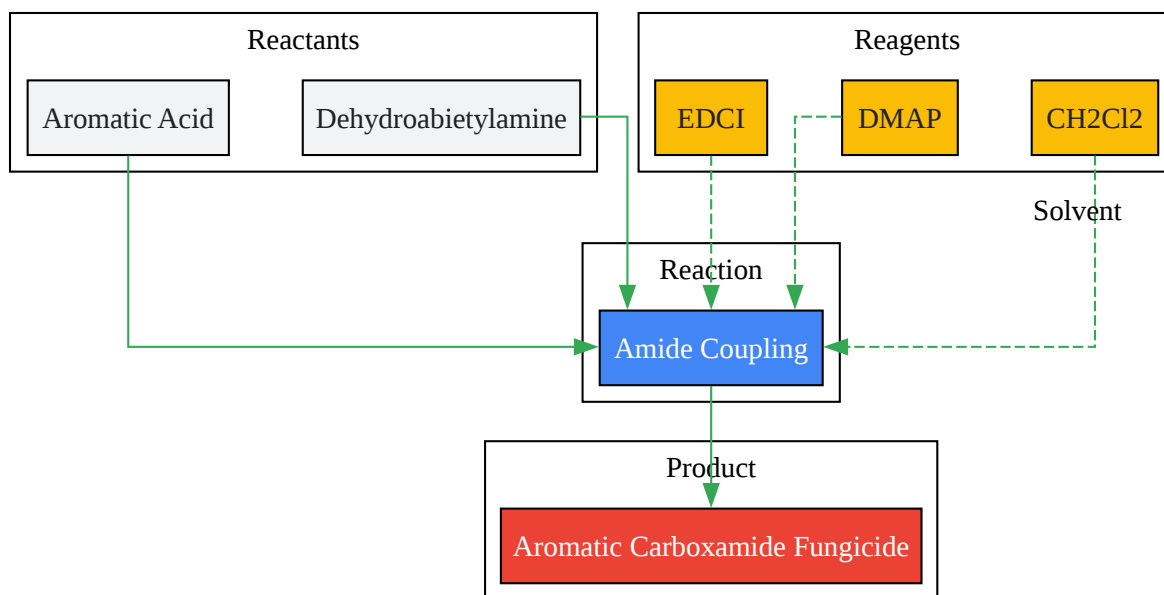 Reactants
Reagents
Aromatic Acid
Dehydroabietylamine
EDCI
DMAP
CH2Cl2
Solvent
Reaction
Amide Coupling
Product
Aromatic Carboxamide Fungicide